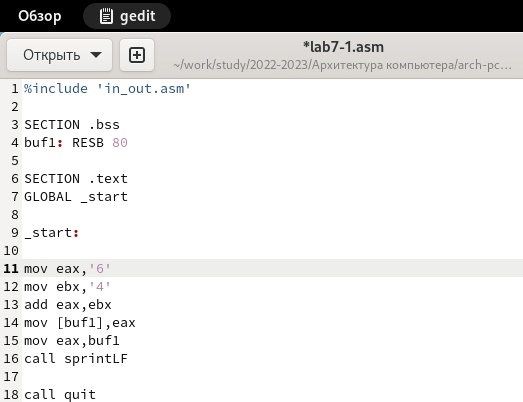 Обзор gedit
Открыть *lab7-1.asm
~/work/study/2022-2023/Архитектура компьютера/arch-pc…
1 %include 'in_out.asm'
2
3 SECTION .bss
4 buf1: RESB 80
5
6 SECTION .text
7 GLOBAL _start
8
9 _start:
10
11 mov eax,'6'
12 mov ebx,'4'
13 add eax,ebx
14 mov [buf1],eax
15 mov eax,buf1
16 call sprintLF
17
18 call quit